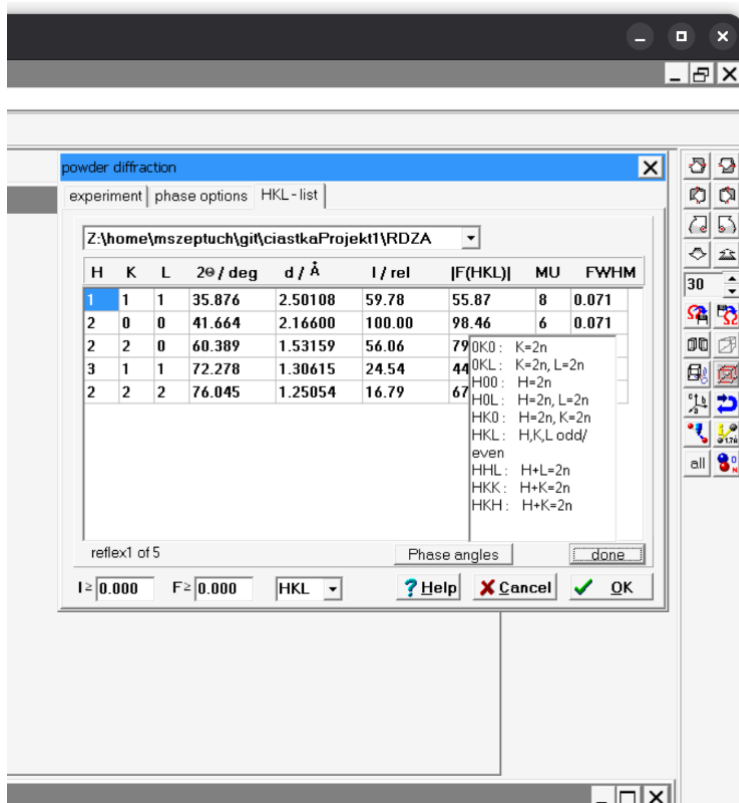 powder diffraction
experiment phase options HKL - list
Z:\home\mszeptuch\git\ciastkaProjekt1\RDZA
H K L 2Θ / deg d / Å I / rel |F(HKL)| MU FWHM
1 1 1 35.876 2.50108 59.78 55.87 8 0.071
2 0 0 41.664 2.16600 100.00 98.46 6 0.071
2 2 0 60.389 1.53159 56.06 79
3 1 1 72.278 1.30615 24.54 44
2 2 2 76.045 1.25054 16.79 67
0K0 : K=2n
0KL : K=2n, L=2n
H00 : H=2n
H0L : H=2n, L=2n
HK0 : H=2n, K=2n
HKL : H,K,L odd/
even
HHL : H+L=2n
HKK : H+K=2n
HKH : H+K=2n
reflex1 of 5
Phase angles done
I ≥ 0.000 F ≥ 0.000 HKL ? Help Cancel OK
30
all